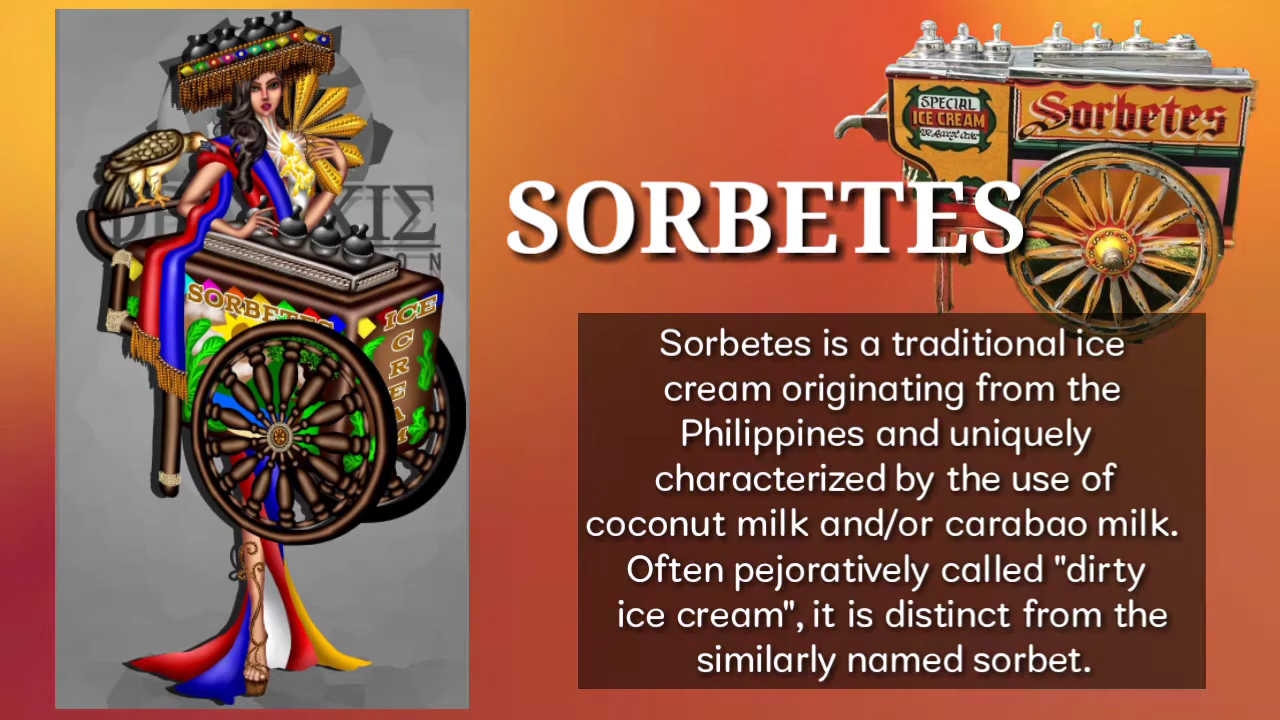 SORBETES
ICE
CREAM
SPECIAL
ICE CREAM
Sorbetes
SORBETES
Sorbetes is a traditional ice
cream originating from the
Philippines and uniquely
characterized by the use of
coconut milk and/or carabao milk.
Often pejoratively called "dirty
ice cream", it is distinct from the
similarly named sorbet.